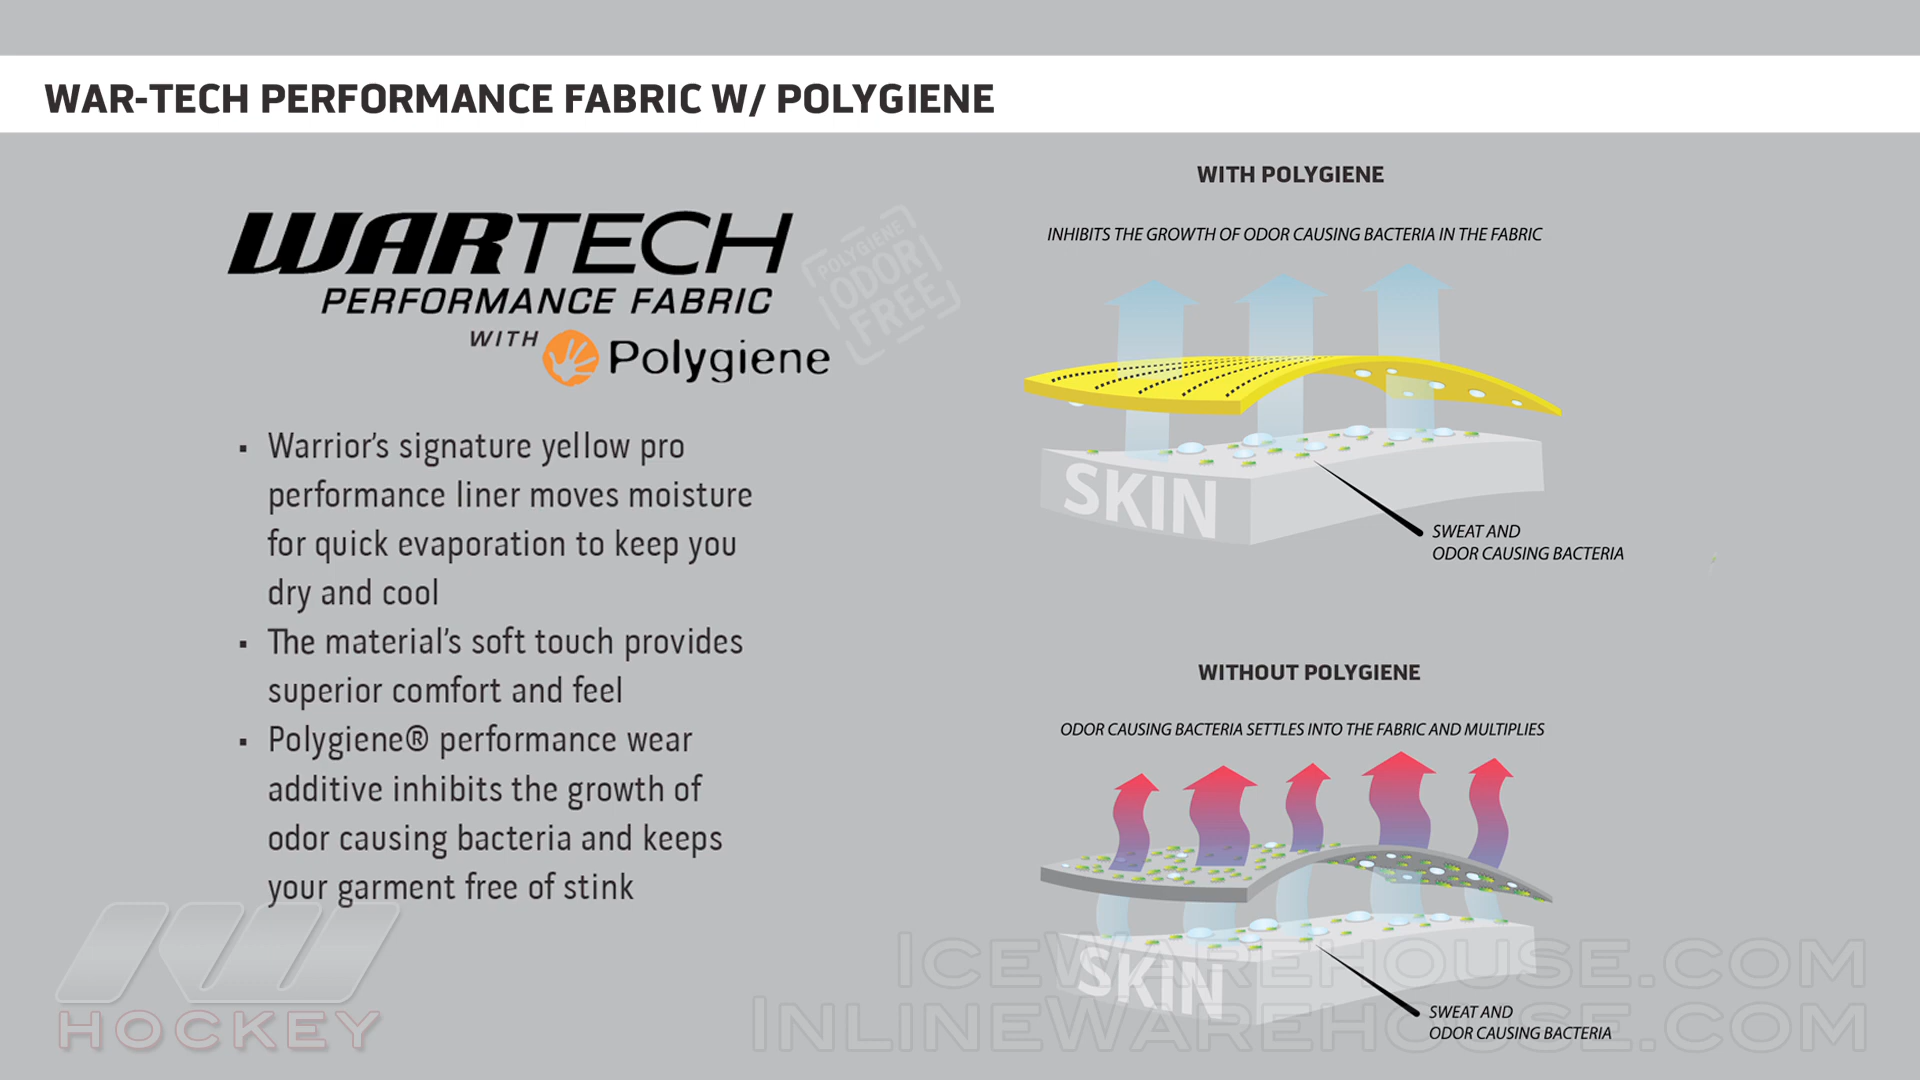 WAR-TECH PERFORMANCE FABRIC W/ POLYGIENE
WARTECH
PERFORMANCE FABRIC
WITH Polygiene
POLYGIENE
ODOR
FREE
▪ Warrior's signature yellow pro
performance liner moves moisture
for quick evaporation to keep you
dry and cool
▪ The material's soft touch provides
superior comfort and feel
▪ Polygiene® performance wear
additive inhibits the growth of
odor causing bacteria and keeps
your garment free of stink
WITH POLYGIENE
INHIBITS THE GROWTH OF ODOR CAUSING BACTERIA IN THE FABRIC
SKIN
SWEAT AND
ODOR CAUSING BACTERIA
WITHOUT POLYGIENE
ODOR CAUSING BACTERIA SETTLES INTO THE FABRIC AND MULTIPLIES
SKIN
SWEAT AND
ODOR CAUSING BACTERIA
IW
HOCKEY
ICEWAREHOUSE.COM
INLINEWAREHOUSE.COM